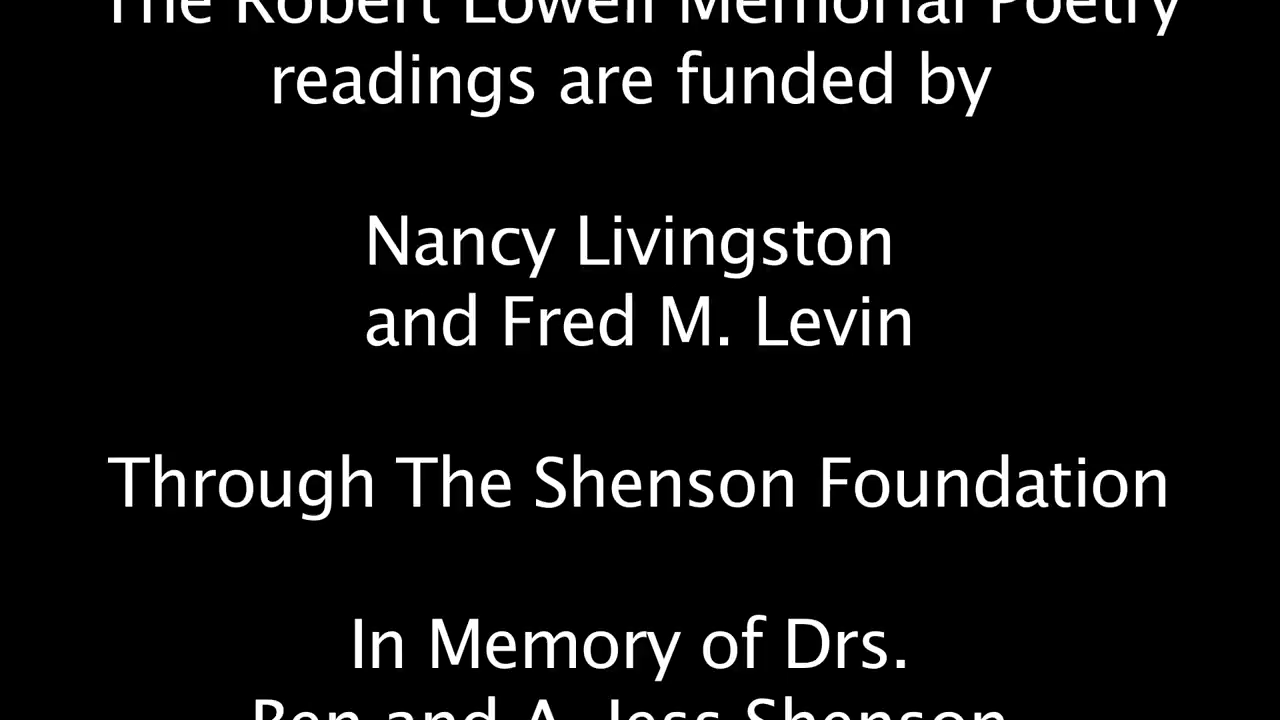 The Robert Lowell Memorial Poetry
readings are funded by
Nancy Livingston
and Fred M. Levin
Through The Shenson Foundation
In Memory of Drs.
Ben and A. Jess Shenson